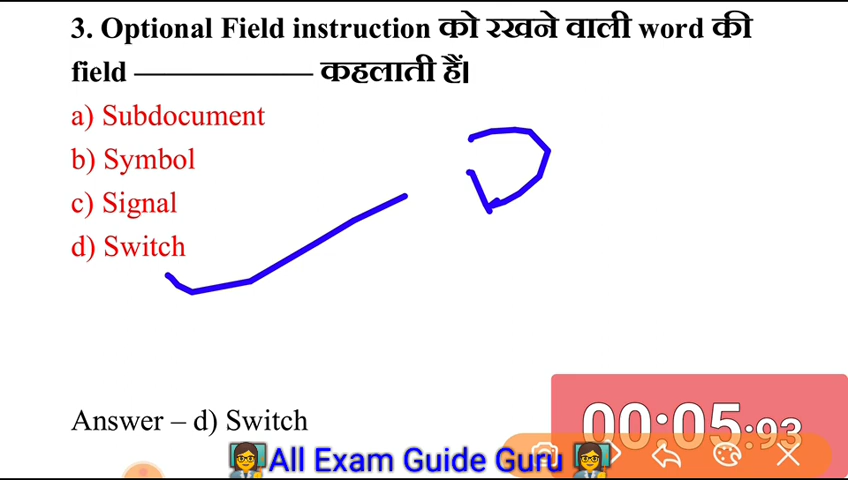 3. Optional Field instruction को रखने वाली word की
field —————— कहलाती हैं।
a) Subdocument
b) Symbol
c) Signal
d) Switch
Answer – d) Switch
00:05:93
All Exam Guide Guru